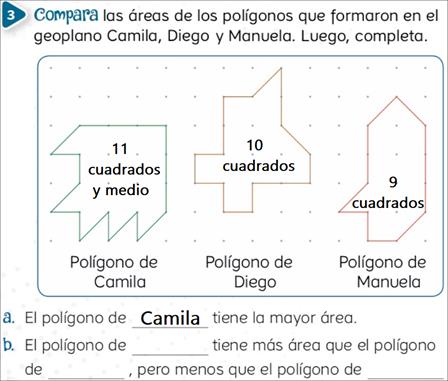 3 Compara las áreas de los polígonos que formaron en el
geoplano Camila, Diego y Manuela. Luego, completa.
11
cuadrados
y medio
10
cuadrados
9
cuadrados
Polígono de
Camila
Polígono de
Diego
Polígono de
Manuela
a. El polígono de Camila tiene la mayor área.
b. El polígono de ________ tiene más área que el polígono
de ________, pero menos que el polígono de ________